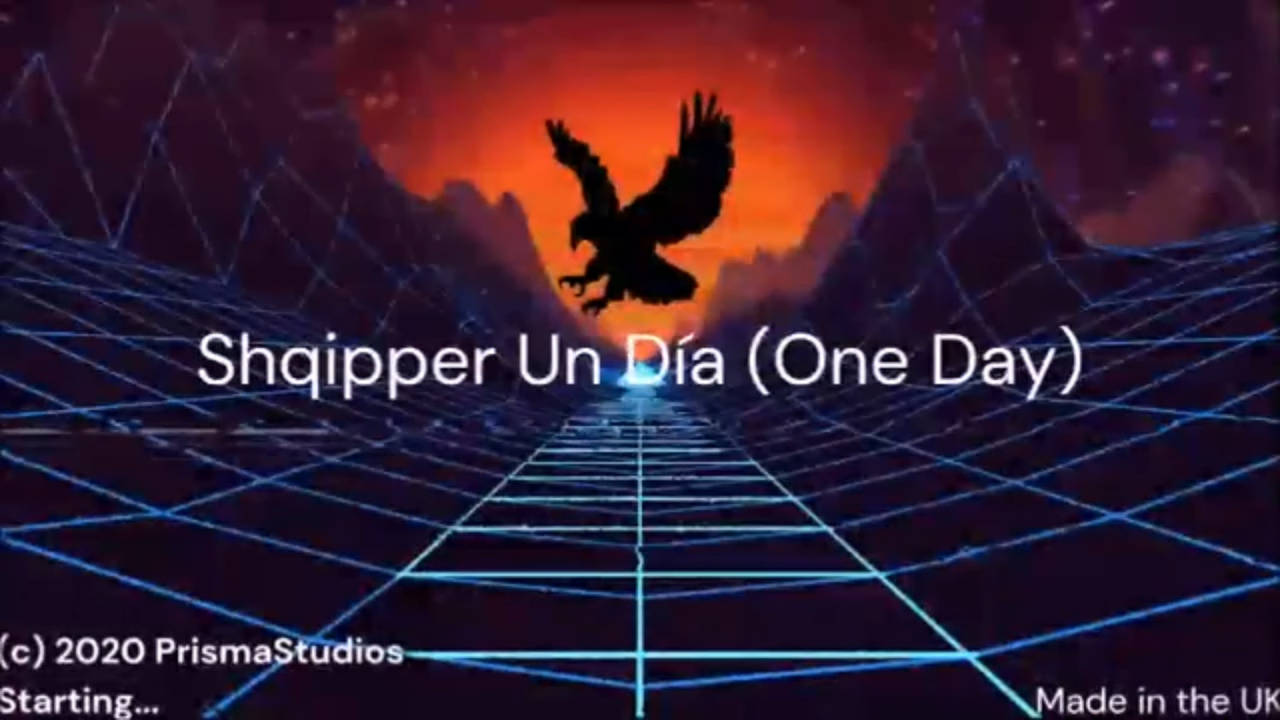 Shqipper Un Día (One Day)
(c) 2020 PrismaStudios
Starting...
Made in the UK